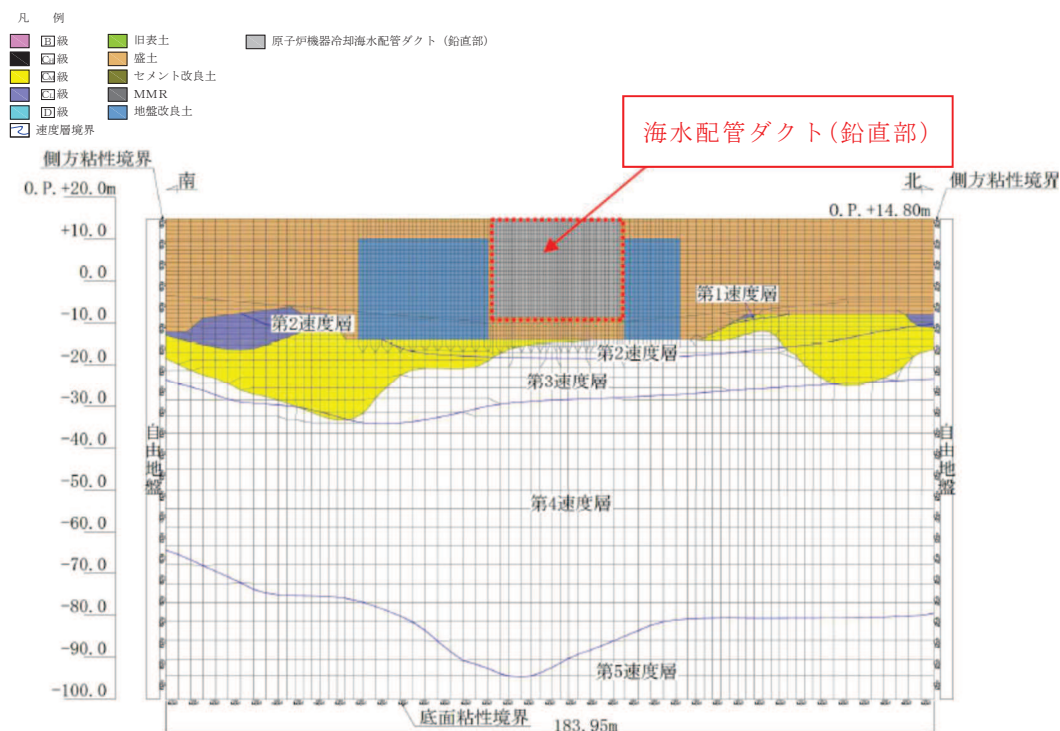 凡 例
B級
CH級
CM級
CL級
D級
速度層境界
旧表土
盛土
セメント改良土
MMR
地盤改良土
原子炉機器冷却海水配管ダクト(鉛直部)
海水配管ダクト(鉛直部)
側方粘性境界
側方粘性境界
南
北
O.P.+20.0m
O.P.+14.80m
+10.0
0.0
-10.0
-20.0
-30.0
-40.0
-50.0
-60.0
-70.0
-80.0
-90.0
-100.0
第1速度層
第2速度層
第2速度層
第3速度層
自由地盤
自由地盤
第4速度層
第5速度層
底面粘性境界
183.95m